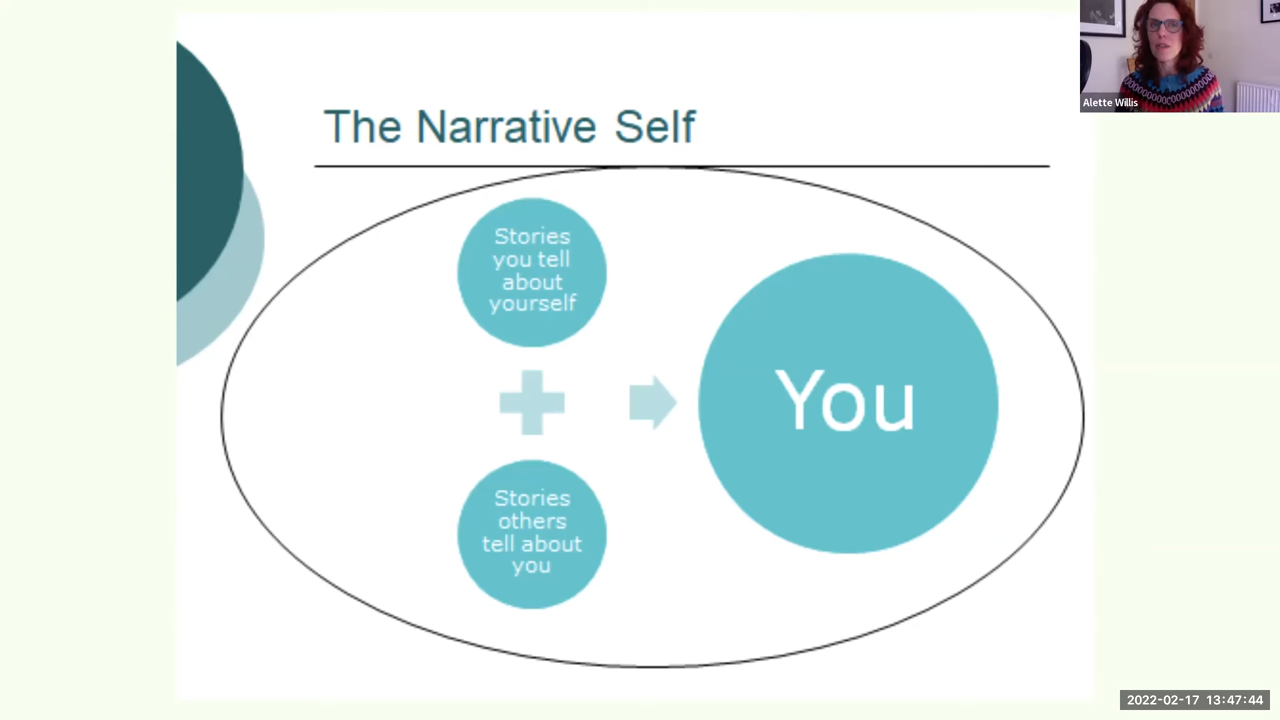 The Narrative Self
Alette Willis
Stories
you tell
about
yourself
You
Stories
others
tell about
you
2022-02-17 13:47:44